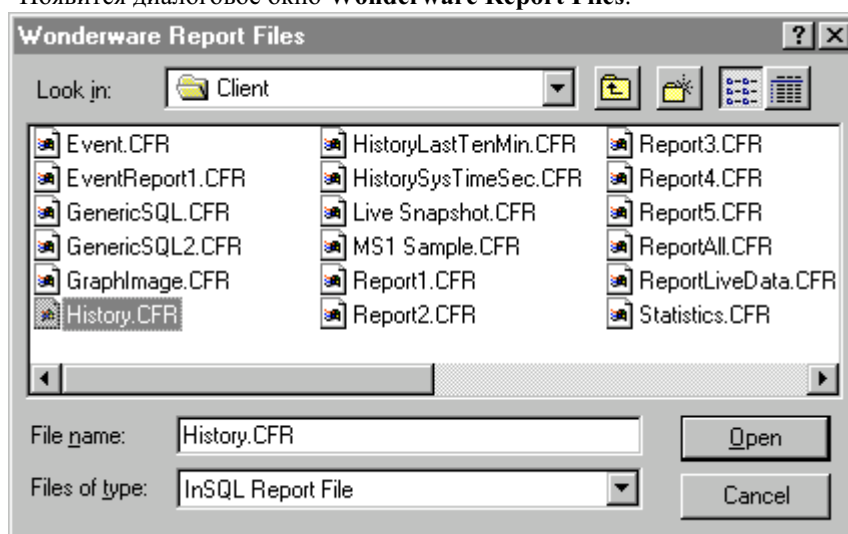 Появится диалоговое окно Wonderware Report Files:
Wonderware Report Files
Look in:
Client
Event.CFR
EventReport1.CFR
GenericSQL.CFR
GenericSQL2.CFR
GraphImage.CFR
History.CFR
HistoryLastTenMin.CFR
HistorySysTimeSec.CFR
Live Snapshot.CFR
MS1 Sample.CFR
Report1.CFR
Report2.CFR
Report3.CFR
Report4.CFR
Report5.CFR
ReportAll.CFR
ReportLiveData.CFR
Statistics.CFR
File name:
History.CFR
Open
Files of type:
InSQL Report File
Cancel